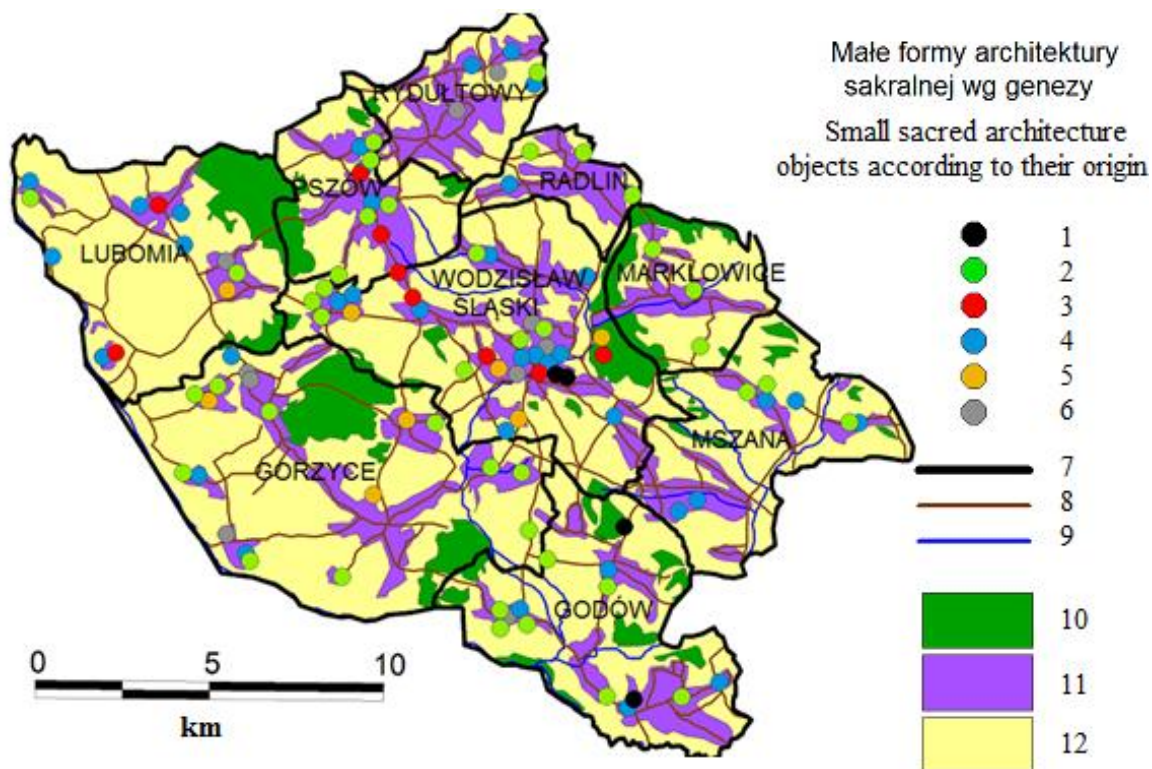 Małe formy architektury
sakralnej wg genezy
Small sacred architecture
objects according to their origin
1
2
3
4
5
6
7
8
9
10
11
12
RYDUŁTOWY
PSZÓW
RADLIN
LUBOMIA
WODZISŁAW
ŚLĄSKI
MARKLOWICE
MSZANA
GORZYCE
GODÓW
0 5 10
km